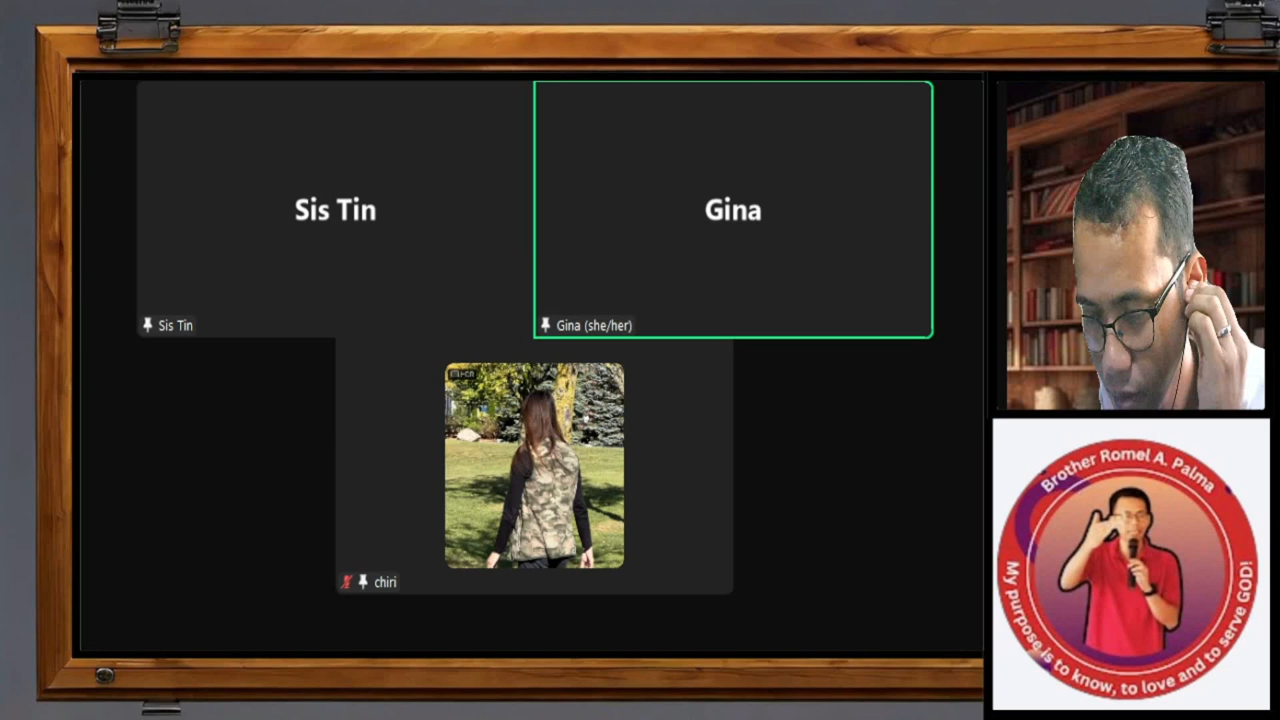 Sis Tin
Gina
Sis Tin
Gina (she/her)
chiri
Brother Romel A. Palma
My purpose is to know, to love and to serve GOD!